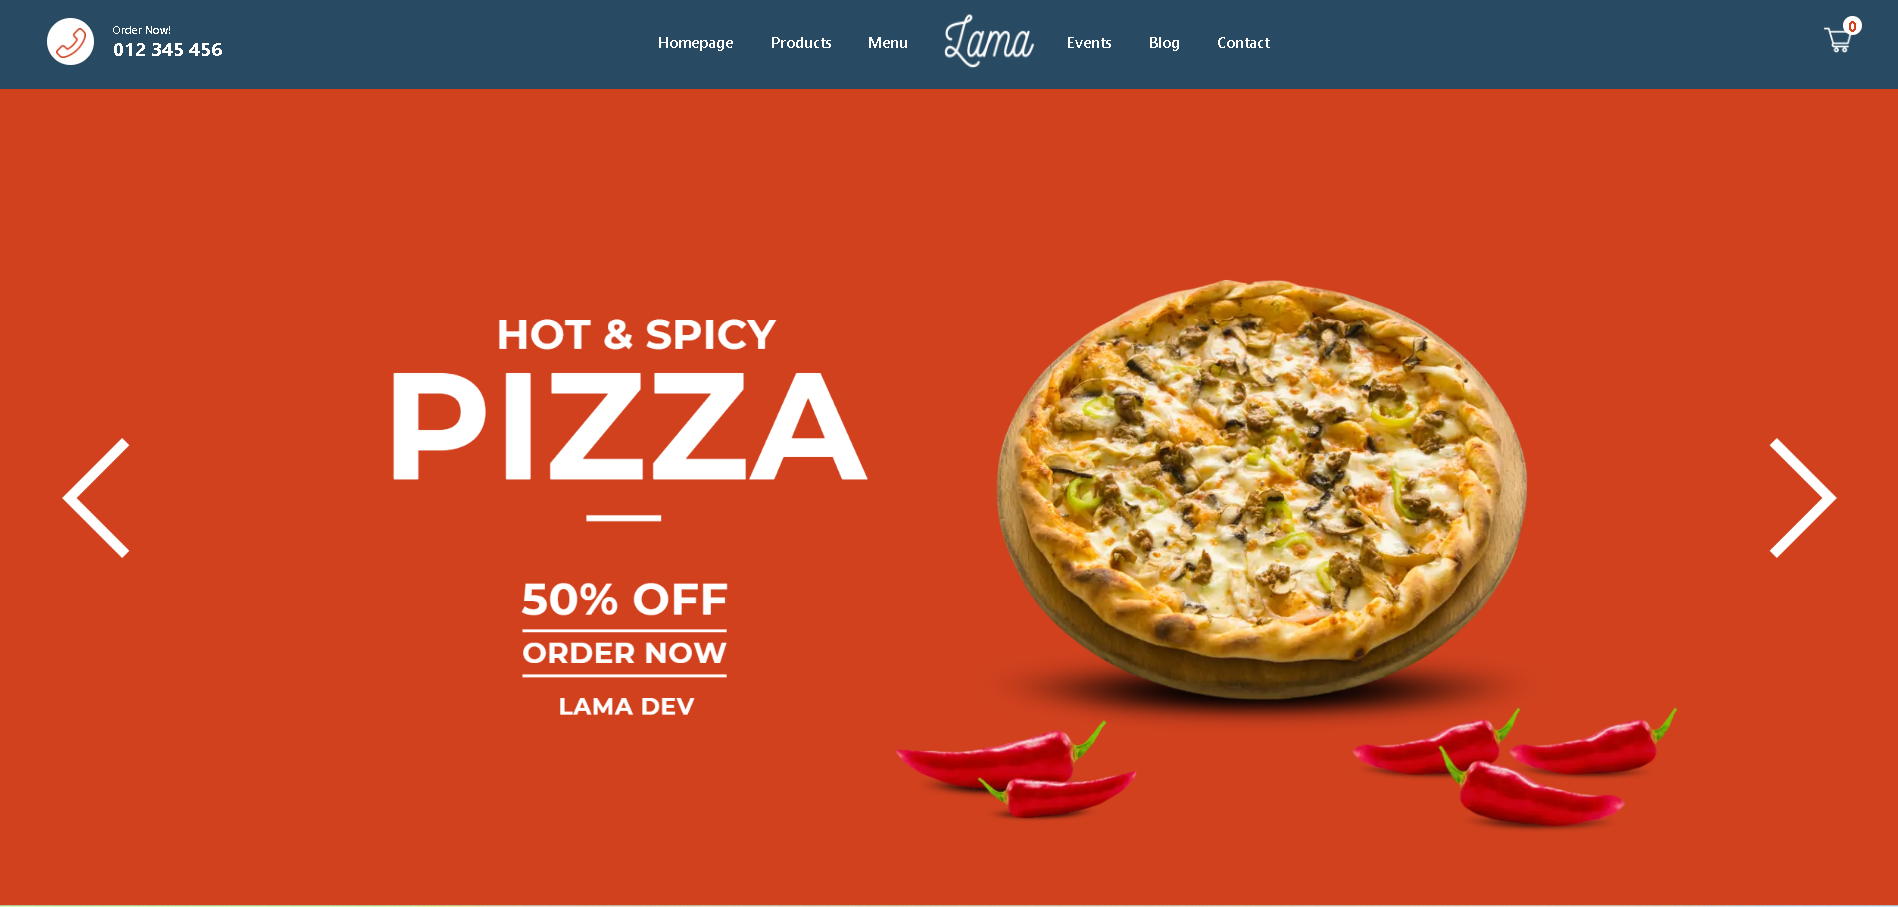 Order Now!
012 345 456
Homepage Products Menu Lama Events Blog Contact
0
HOT & SPICY
PIZZA
50% OFF
ORDER NOW
LAMA DEV